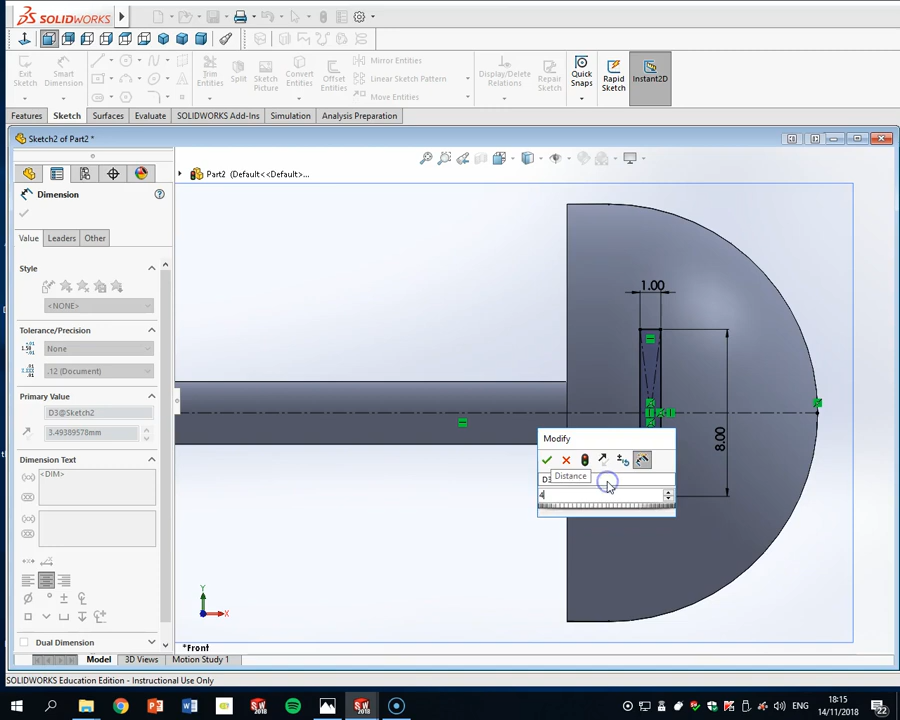 SOLIDWORKS
Exit Sketch
Smart Dimension
Trim Entities
Split
Sketch Picture
Convert Entities
Offset Entities
Mirror Entities
Linear Sketch Pattern
Move Entities
Display/Delete Relations
Repair Sketch
Quick Snaps
Rapid Sketch
Instant2D
Features
Sketch
Surfaces
Evaluate
SOLIDWORKS Add-Ins
Simulation
Analysis Preparation
Sketch2 of Part2 *
Part2 (Default<<Default>...
Dimension
Value
Leaders
Other
Style
<NONE>
Tolerance/Precision
None
.12 (Document)
Primary Value
D3@Sketch2
3.49389578mm
Dimension Text
<DIM>
Dual Dimension
1.00
8.00
Modify
D3
Distance
4
Y
X
*Front
Model
3D Views
Motion Study 1
SOLIDWORKS Education Edition - Instructional Use Only
ENG
18:15
14/11/2018
22